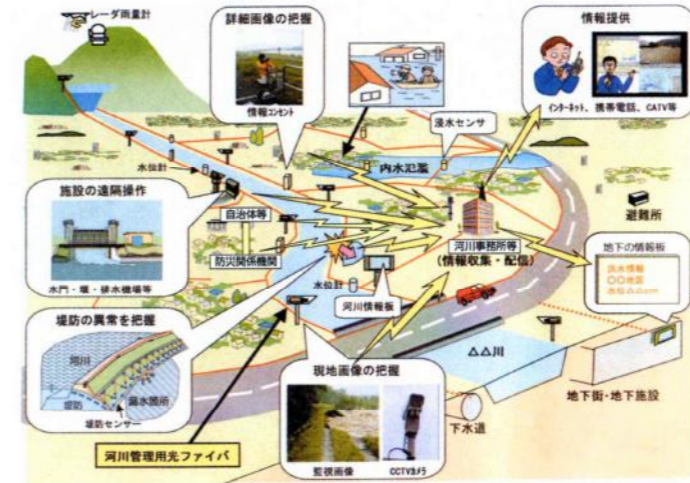 レーダ雨量計
詳細画像の把握
情報コンセント
情報提供
インターネット、携帯電話、CATV等
浸水センサ
内水氾濫
水位計
施設の遠隔操作
水門・堰・排水機場等
自治体等
防災関係機関
河川事務所等
(情報収集・配信)
避難所
地下の情報板
洪水情報
〇〇地区
水位△△cm
水位計
河川情報板
堤防の異常を把握
河川
漏水箇所
堤防
堤防センサー
現地画像の把握
監視画像
CCTVカメラ
△△川
下水道
地下街・地下施設
河川管理用光ファイバ